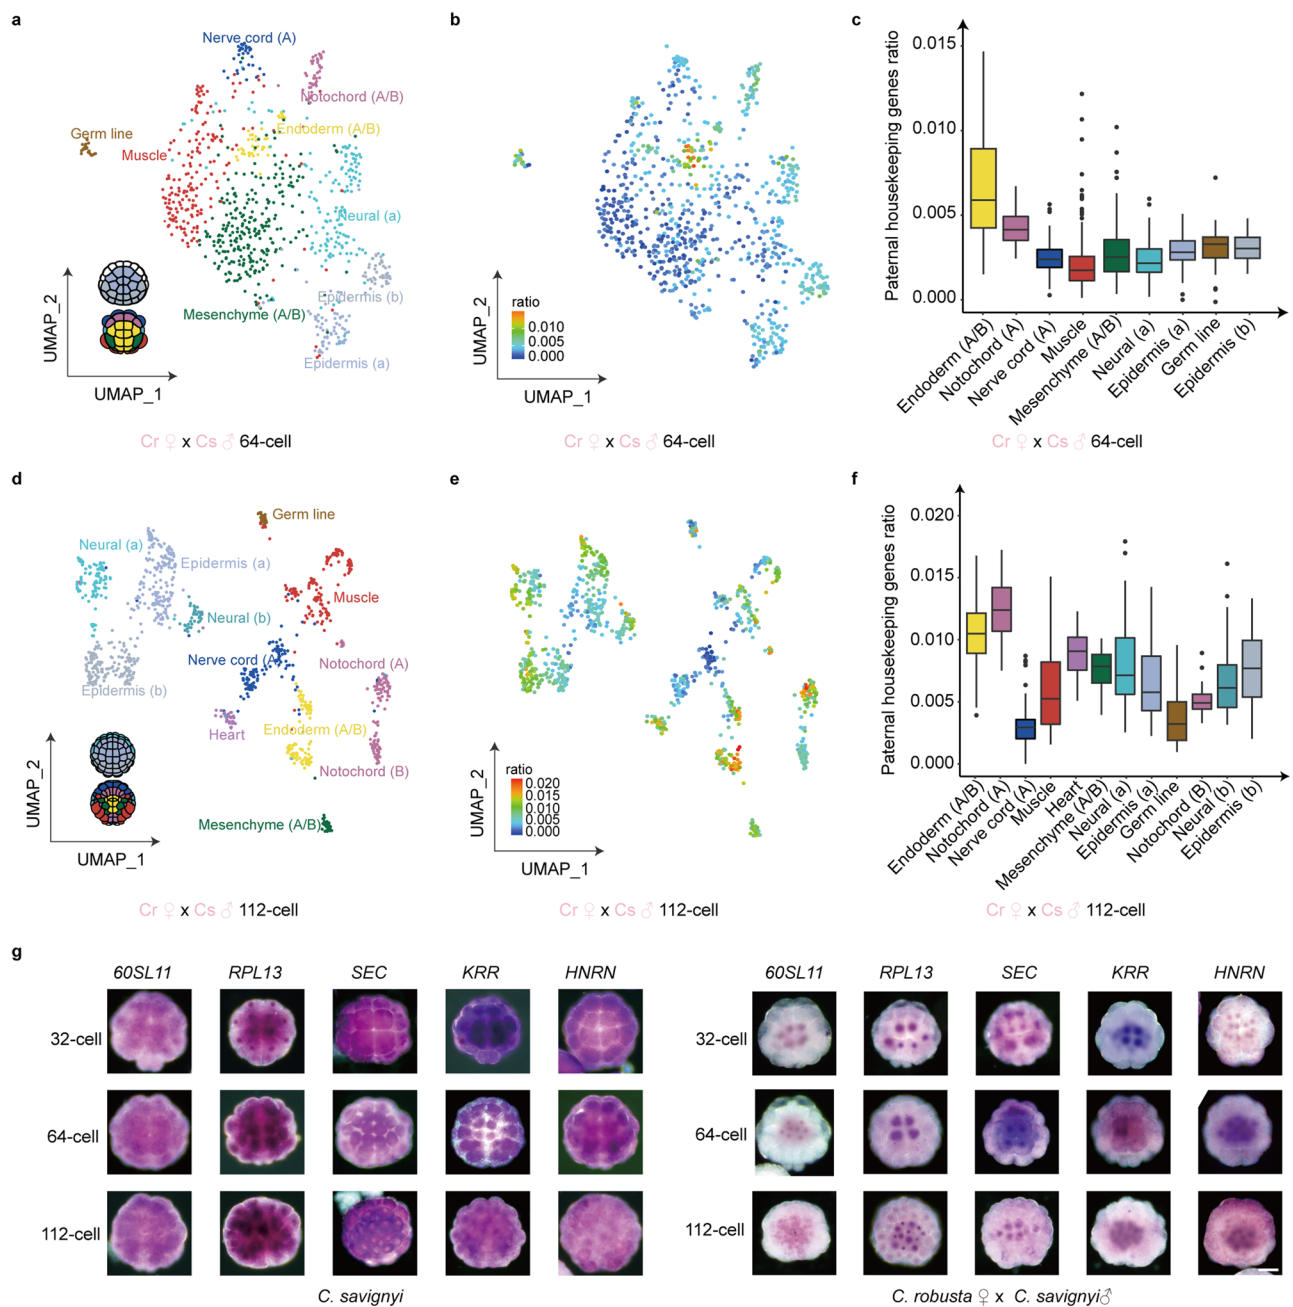 a
Nerve cord (A)
Notochord (A/B)
Endoderm (A/B)
Germ line
Muscle
Neural (a)
Epidermis (b)
Mesenchyme (A/B)
Epidermis (a)
UMAP_2
UMAP_1
Cr ♀ x Cs ♂ 64-cell
b
ratio
0.010
0.005
0.000
UMAP_2
UMAP_1
Cr ♀ x Cs ♂ 64-cell
c
Paternal housekeeping genes ratio
0.015
0.010
0.005
0.000
Endoderm (A/B)
Notochord (A)
Nerve cord (A)
Muscle
Mesenchyme (A/B)
Neural (a)
Epidermis (a)
Germ line
Epidermis (b)
Cr ♀ x Cs ♂ 64-cell
d
Germ line
Neural (a)
Epidermis (a)
Muscle
Neural (b)
Nerve cord (A)
Notochord (A)
Epidermis (b)
Endoderm (A/B)
Heart
Notochord (B)
Mesenchyme (A/B)
UMAP_2
UMAP_1
Cr ♀ x Cs ♂ 112-cell
e
ratio
0.020
0.015
0.010
0.005
0.000
UMAP_2
UMAP_1
Cr ♀ x Cs ♂ 112-cell
f
Paternal housekeeping genes ratio
0.020
0.015
0.010
0.005
0.000
Endoderm (A/B)
Notochord (A)
Nerve cord (A)
Muscle
Heart
Mesenchyme (A/B)
Neural (a)
Epidermis (a)
Germ line
Notochord (B)
Neural (b)
Epidermis (b)
Cr ♀ x Cs ♂ 112-cell
g
60SL11 RPL13 SEC KRR HNRN
32-cell
64-cell
112-cell
C. savignyi
60SL11 RPL13 SEC KRR HNRN
32-cell
64-cell
112-cell
C. robusta ♀ x C. savignyi♂